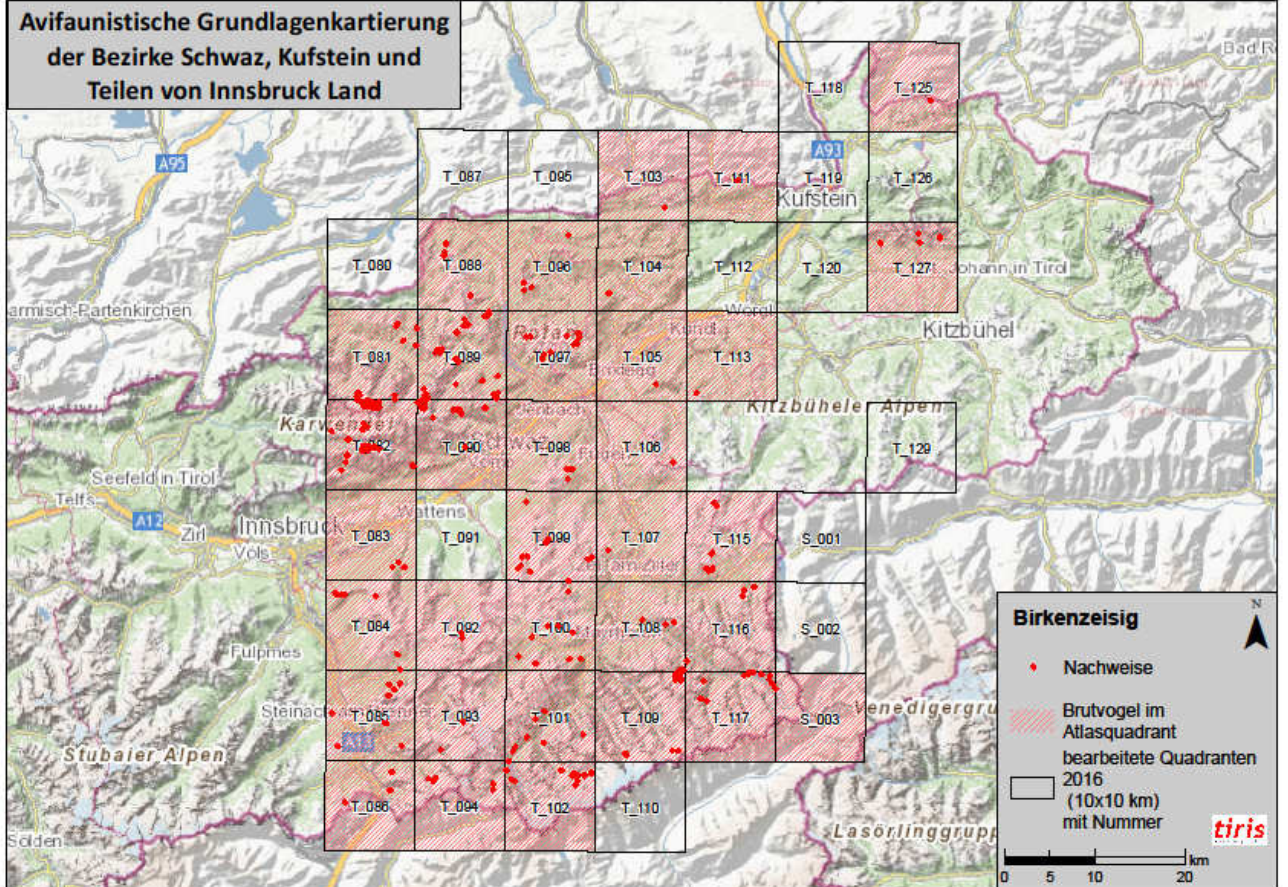 Avifaunistische Grundlagenkartierung
der Bezirke Schwaz, Kufstein und
Teilen von Innsbruck Land
T_118
T_125
A95
A93
T_087
T_095
T_103
T_111
T_119
T_126
Kufstein
T_080
T_088
T_096
T_104
T_112
T_120
T_127
Johann in Tirol
armisch-Partenkirchen
Wörgl
Kitzbühel
Rofan
Kundl
T_081
T_089
T_097
T_105
T_113
Jenbach
Kitzbüheler Alpen
Karwendel
T_082
T_090
T_098
T_106
T_129
Seefeld in Tirol
Telfs
A12
Zirl
Innsbruck
Völs
Wattens
T_083
T_091
T_099
T_107
T_115
S_001
T_084
T_092
T_100
T_108
T_116
S_002
Fulpmes
T_085
T_093
T_101
T_109
T_117
S_003
A13
Stubaier Alpen
T_086
T_094
T_102
T_110
Sölden
Lasörlinggrupp
Birkenzeisig
N
Nachweise
Brutvogel im
Atlasquadrant
bearbeitete Quadranten
2016
(10x10 km)
mit Nummer
tiris
km
0 5 10 20